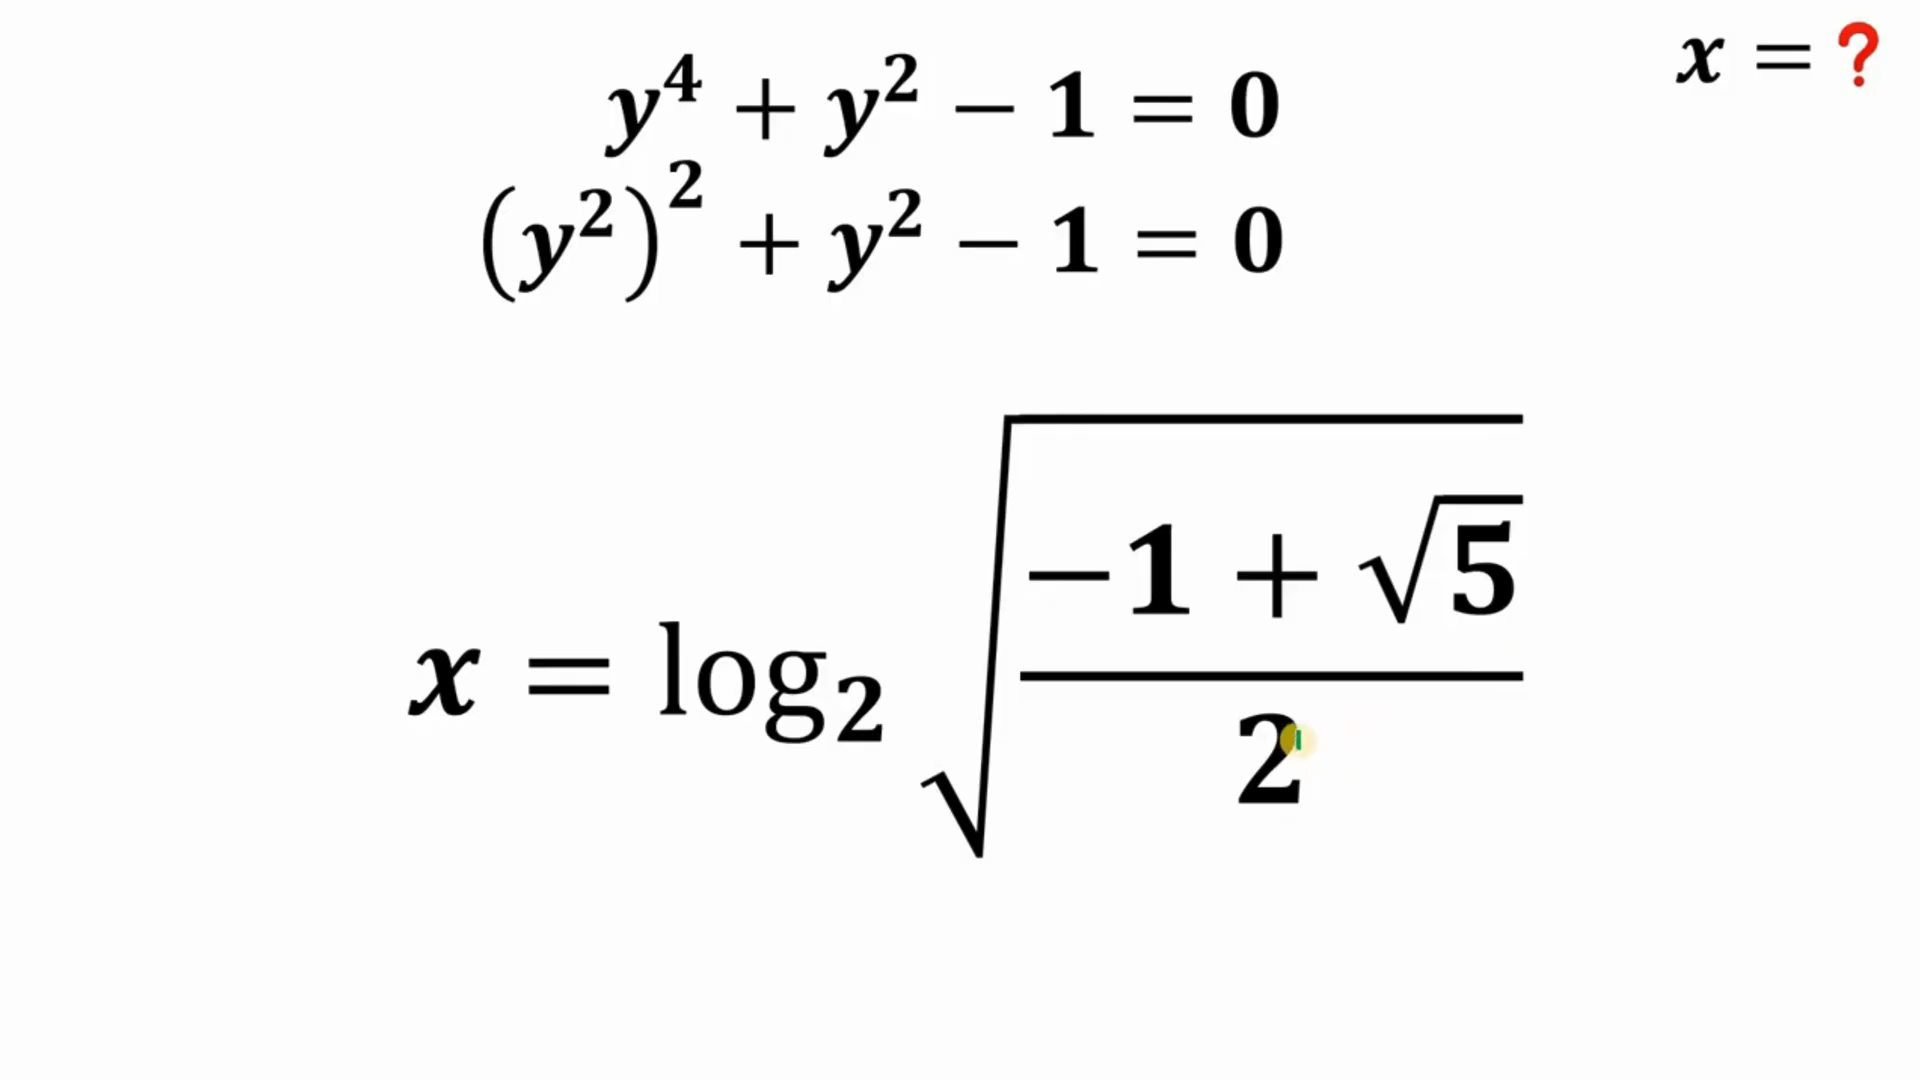 x = ❓
y⁴ + y² − 1 = 0
(y²)² + y² − 1 = 0
x = log₂ √((−1 + √5)/2)